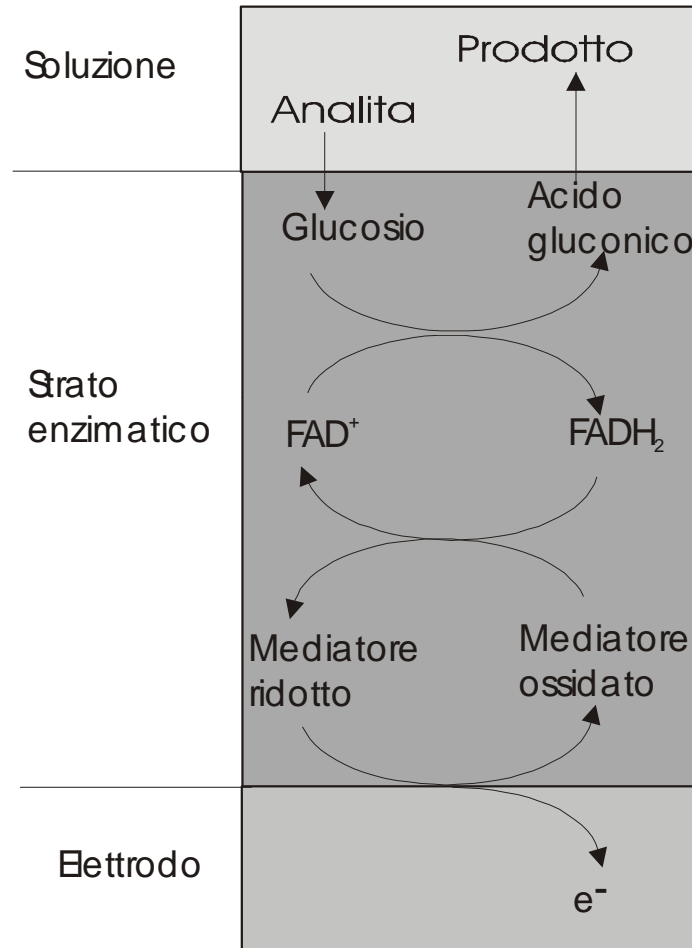 Soluzione
Prodotto
Analita
Glucosio
Acido
gluconico
Strato
enzimatico
FAD⁺
FADH₂
Mediatore
ridotto
Mediatore
ossidato
Elettrodo
e⁻